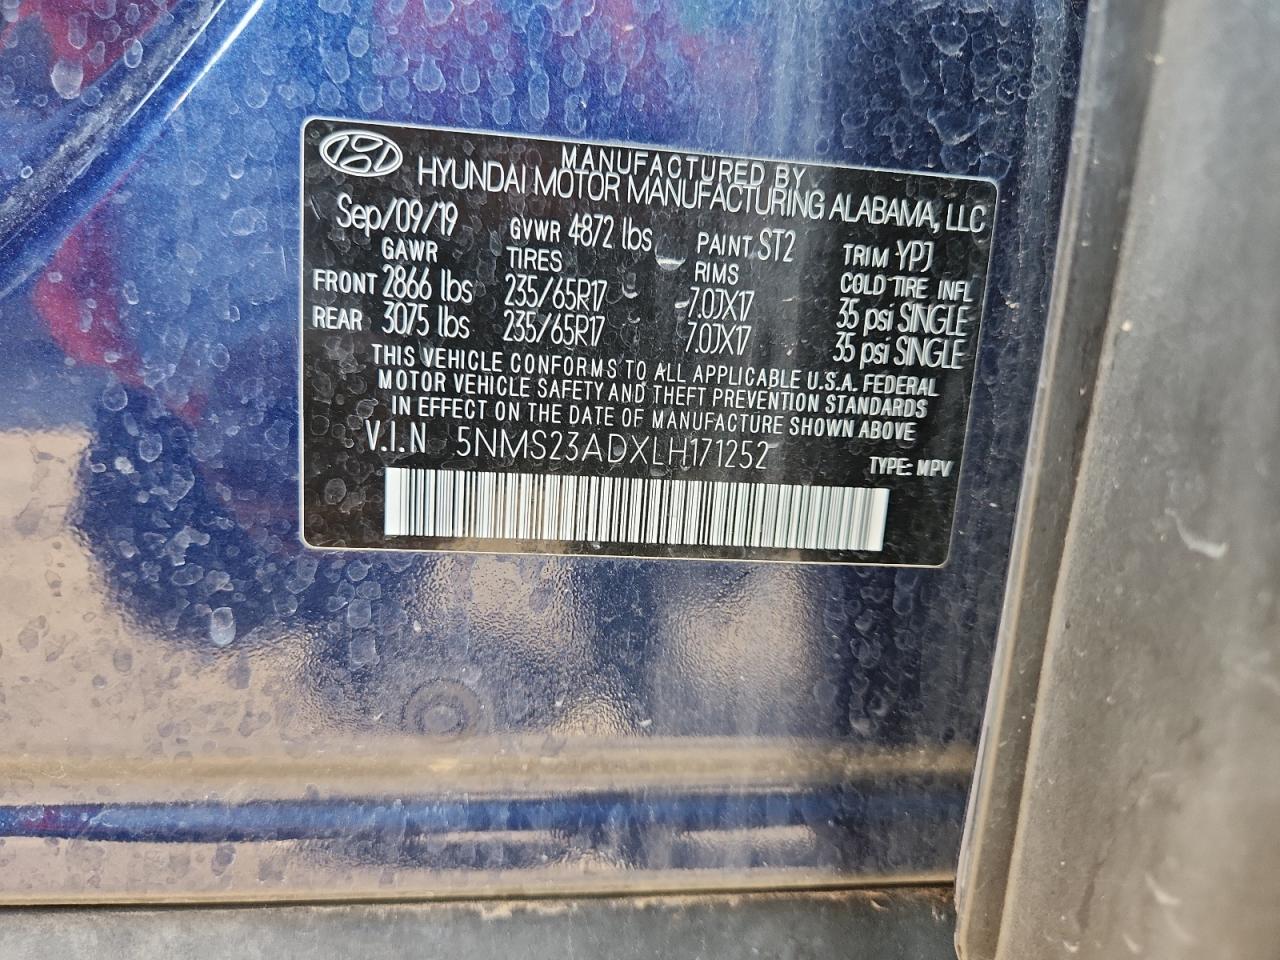 MANUFACTURED BY
HYUNDAI MOTOR MANUFACTURING ALABAMA, LLC
Sep/09/19 GVWR 4872 lbs PAINT ST2 TRIM YPJ
GAWR TIRES RIMS COLD TIRE INFL
FRONT 2866 lbs 235/65R17 7.0JX17 35 psi SINGLE
REAR 3075 lbs 235/65R17 7.0JX17 35 psi SINGLE
THIS VEHICLE CONFORMS TO ALL APPLICABLE U.S.A. FEDERAL
MOTOR VEHICLE SAFETY AND THEFT PREVENTION STANDARDS
IN EFFECT ON THE DATE OF MANUFACTURE SHOWN ABOVE
V.I.N 5NMS23ADXLH171252 TYPE: MPV